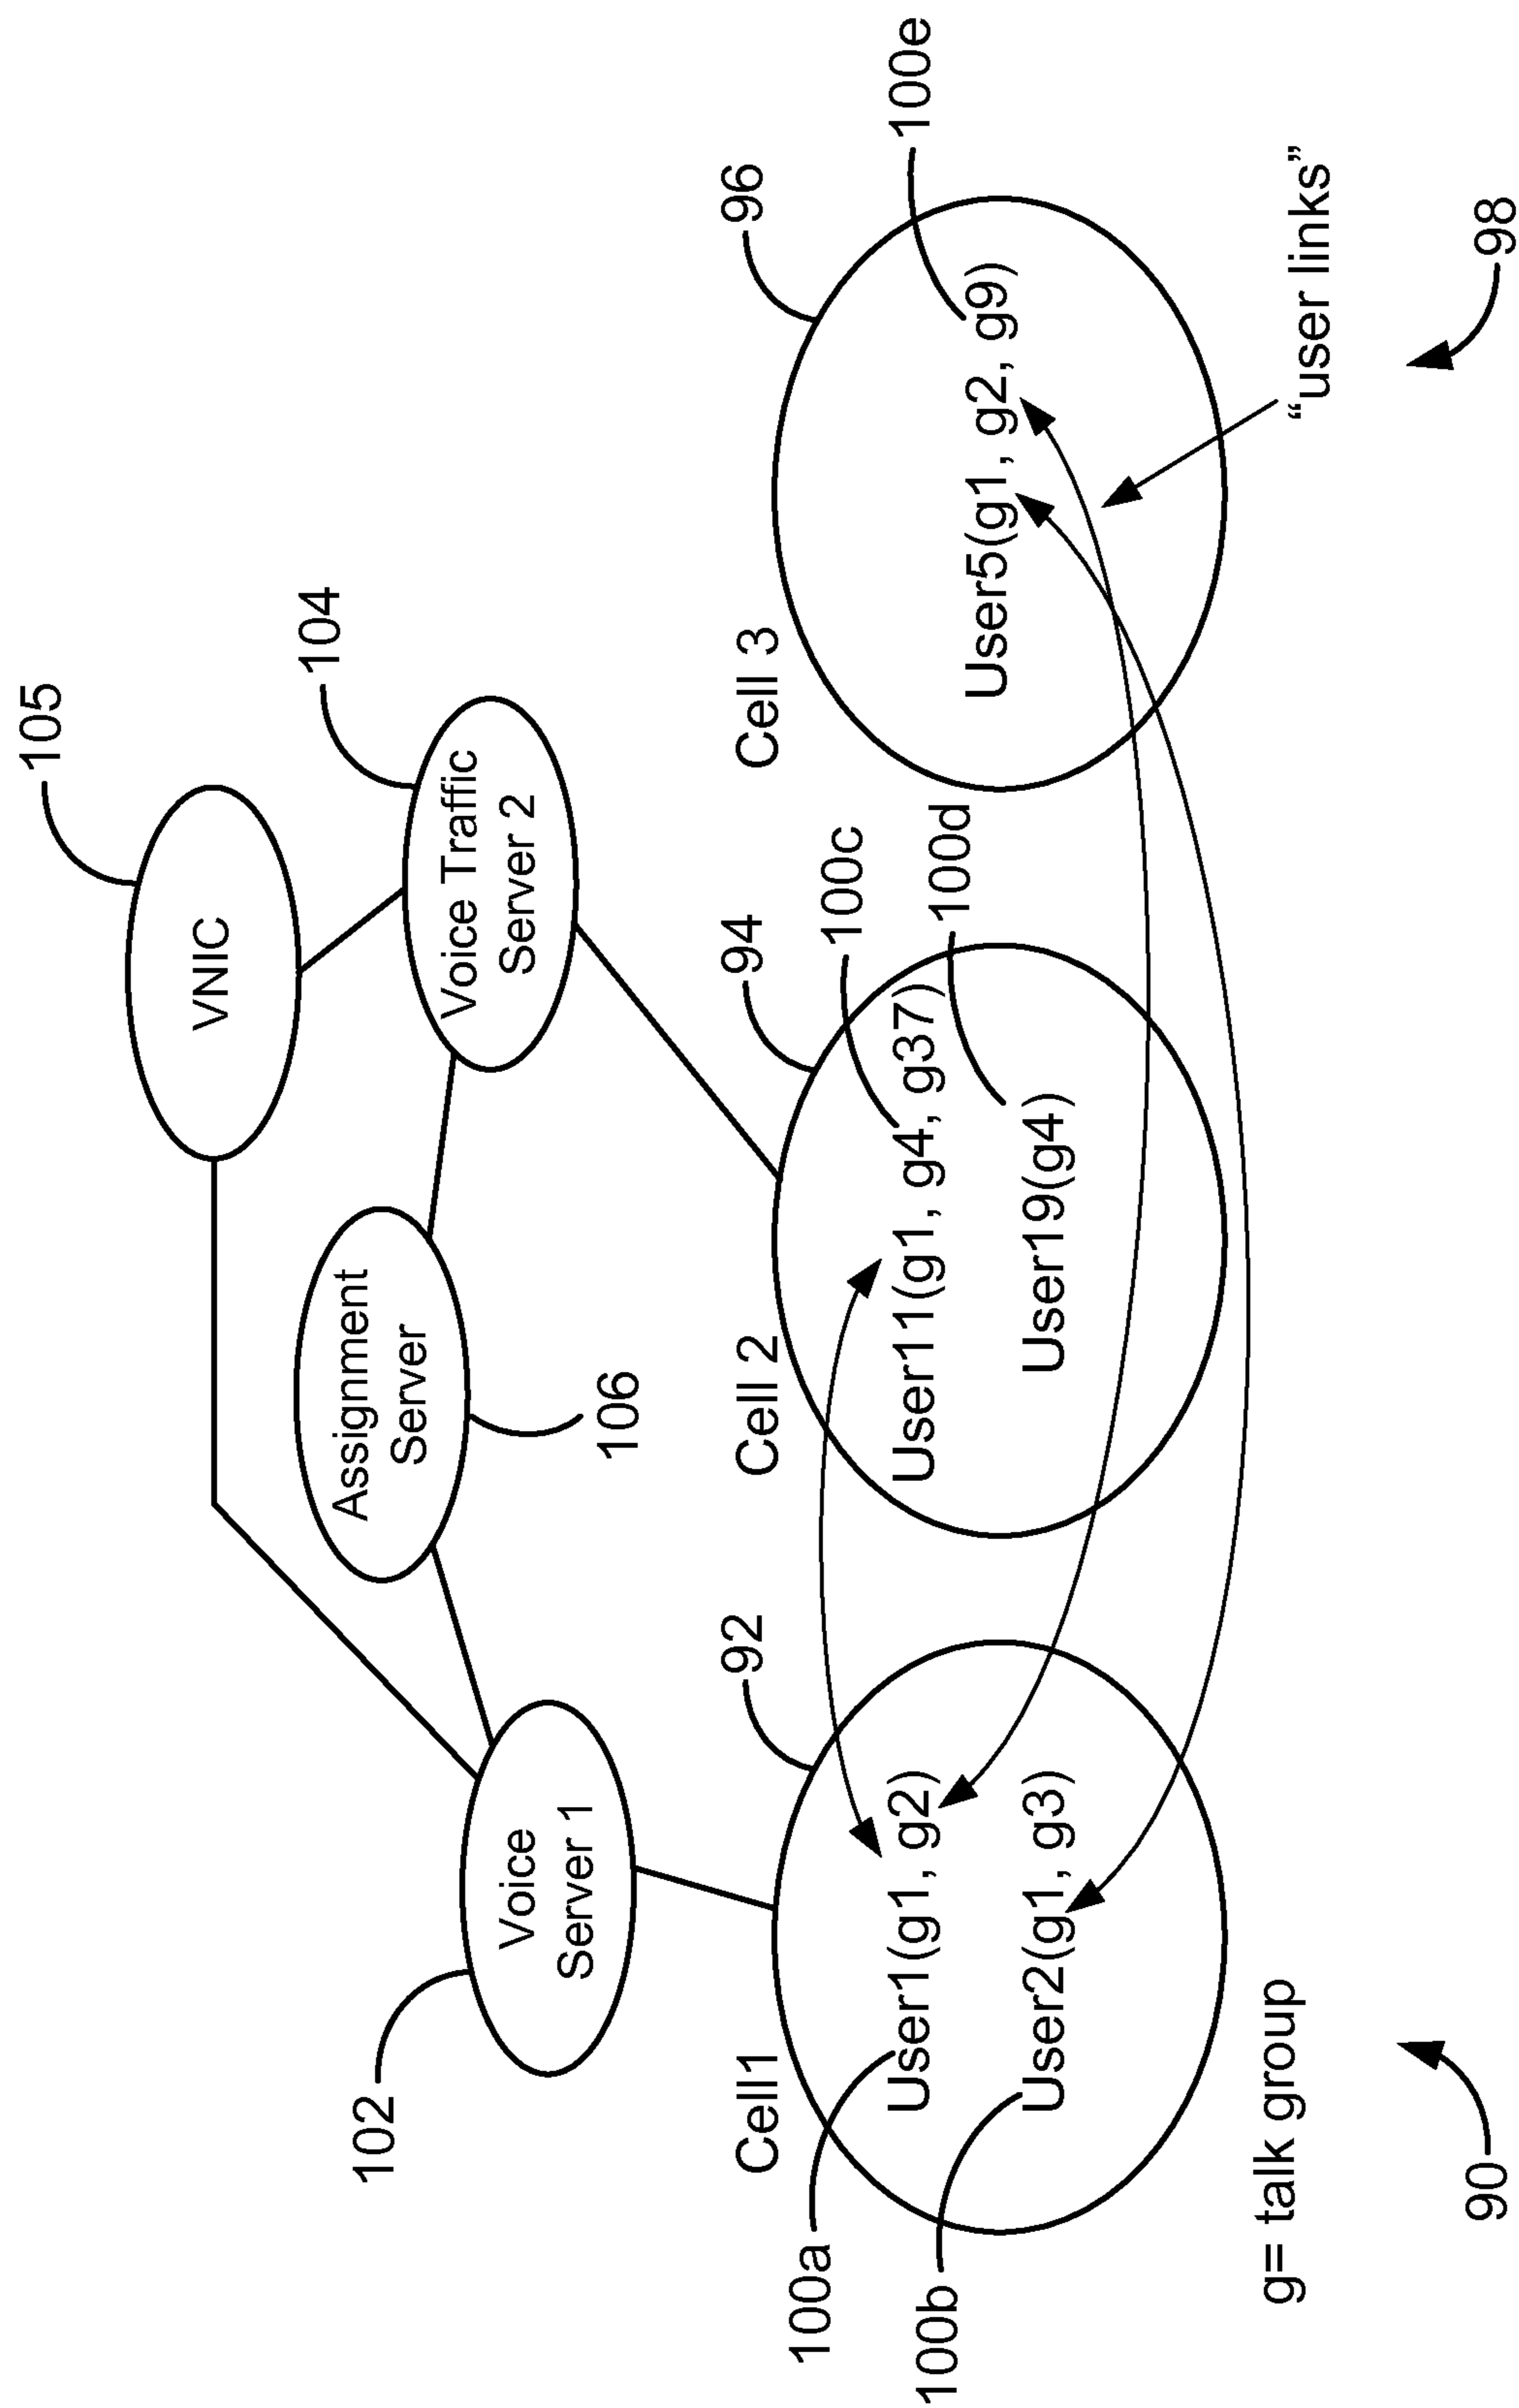 105
VNIC
104
Voice Traffic
Server 2
Assignment
Server
106
102
Voice
Server 1
Cell1
92
100a
User1(g1, g2)
100b
User2(g1, g3)
Cell 2
94
100c
User11(g1, g4, g37)
100d
User19(g4)
Cell 3
96
100e
User5(g1, g2, g9)
g= talk group
“user links”
90
98